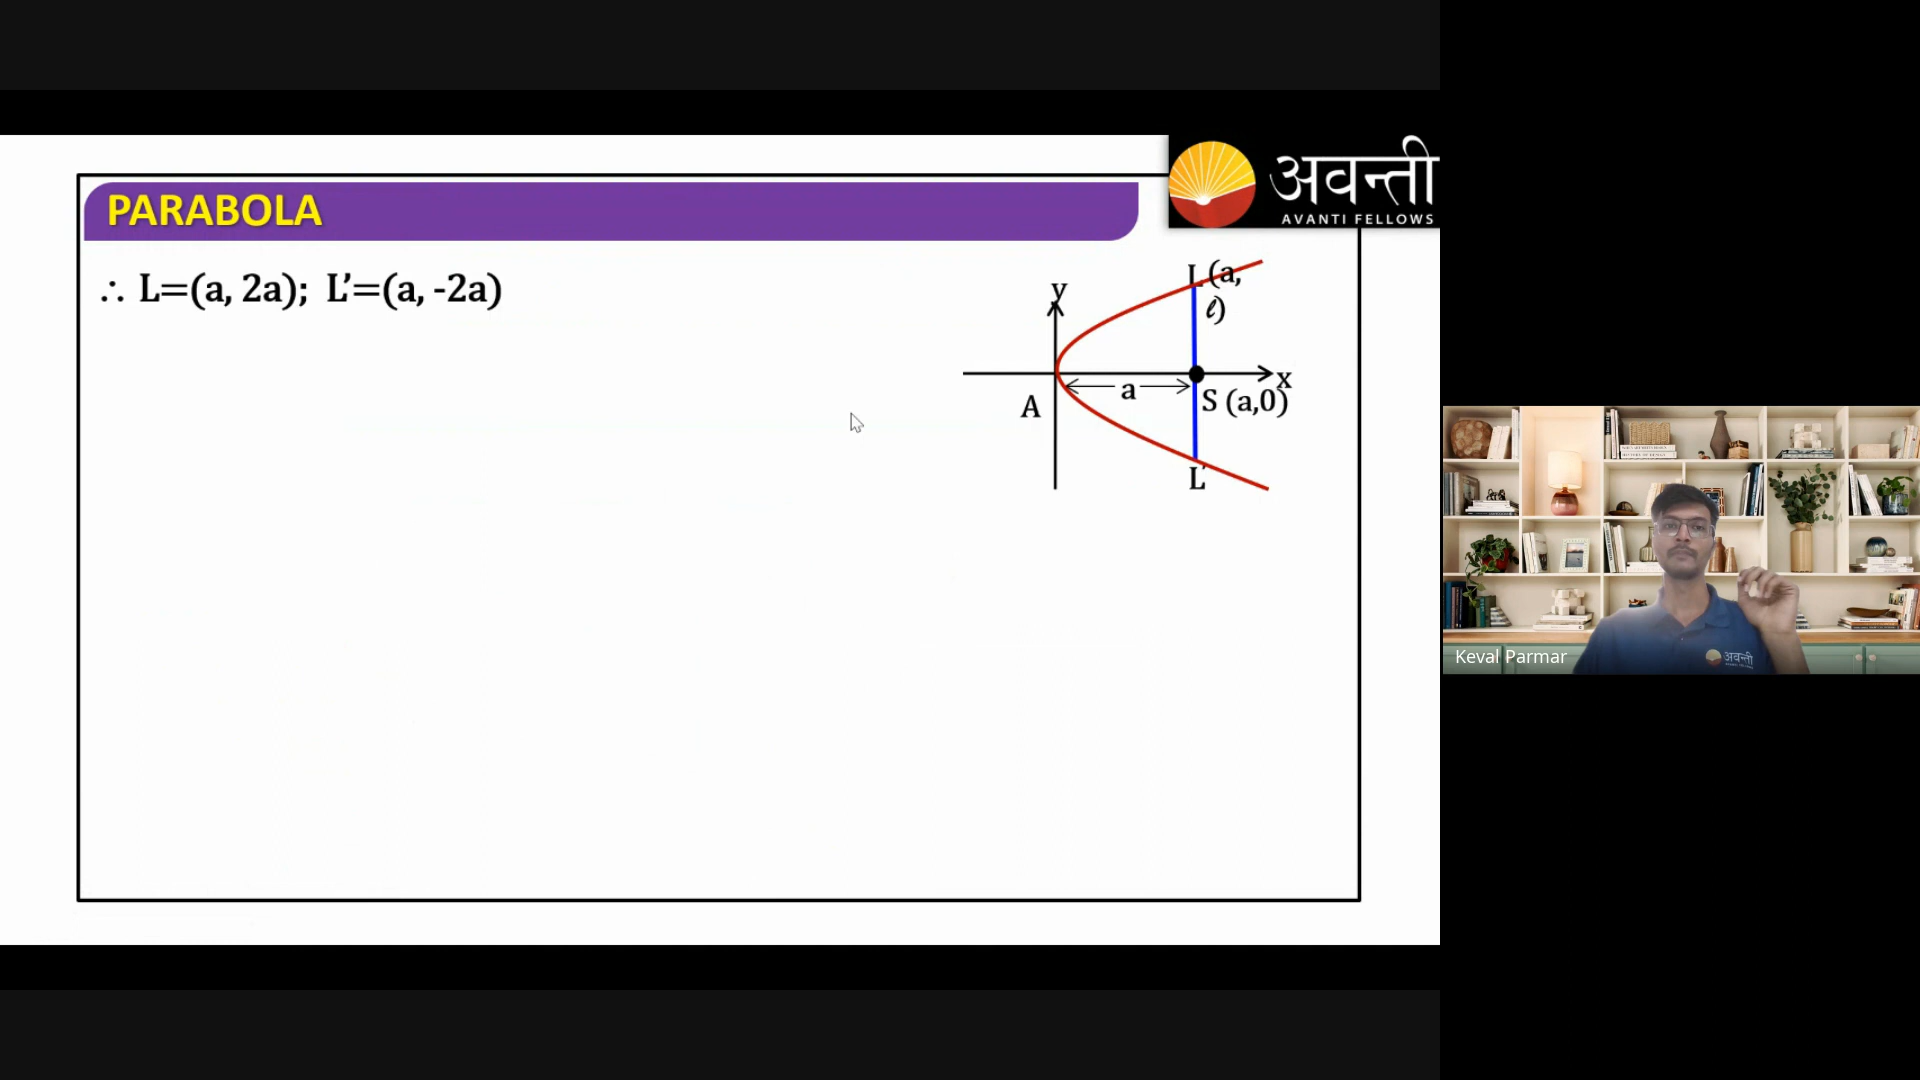 PARABOLA
अवन्ती
AVANTI FELLOWS
∴ L=(a, 2a); L’=(a, -2a)
L (a,
ℓ)
y
x
a
A
S (a,0)
L'
Keval Parmar
अवन्ती